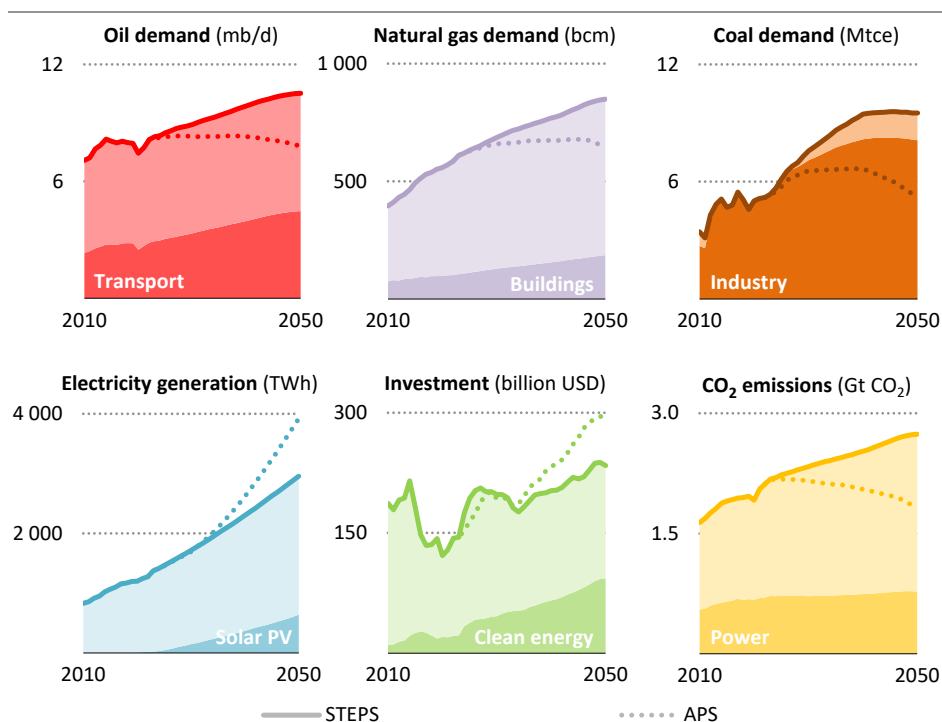 Oil demand (mb/d)
12
6
Transport
2010 2050
Natural gas demand (bcm)
1 000
500
Buildings
2010 2050
Coal demand (Mtce)
12
6
Industry
2010 2050
Electricity generation (TWh)
4 000
2 000
Solar PV
2010 2050
Investment (billion USD)
300
150
Clean energy
2010 2050
CO₂ emissions (Gt CO₂)
3.0
1.5
Power
2010 2050
STEPS APS